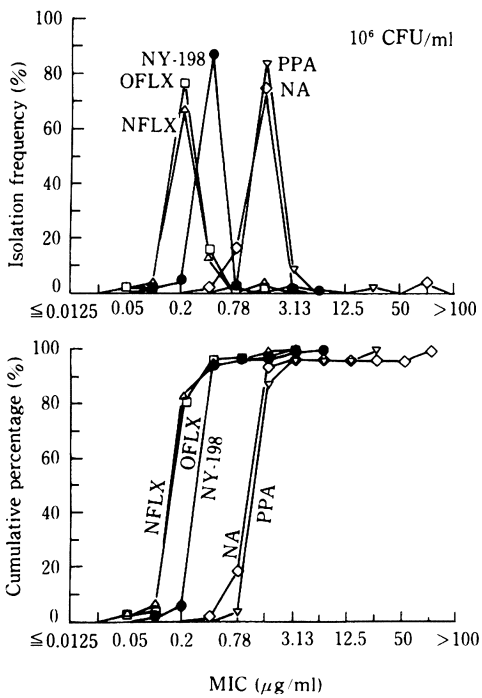 100
80
60
40
20
0
Isolation frequency (%)
10⁶ CFU/ml
NY-198
OFLX
NFLX
PPA
NA
≦0.0125 0.05 0.2 0.78 3.13 12.5 50 >100
100
80
60
40
20
0
Cumulative percentage (%)
NFLX
OFLX
NY-198
NA
PPA
≦0.0125 0.05 0.2 0.78 3.13 12.5 50 >100
MIC (μg/ml)